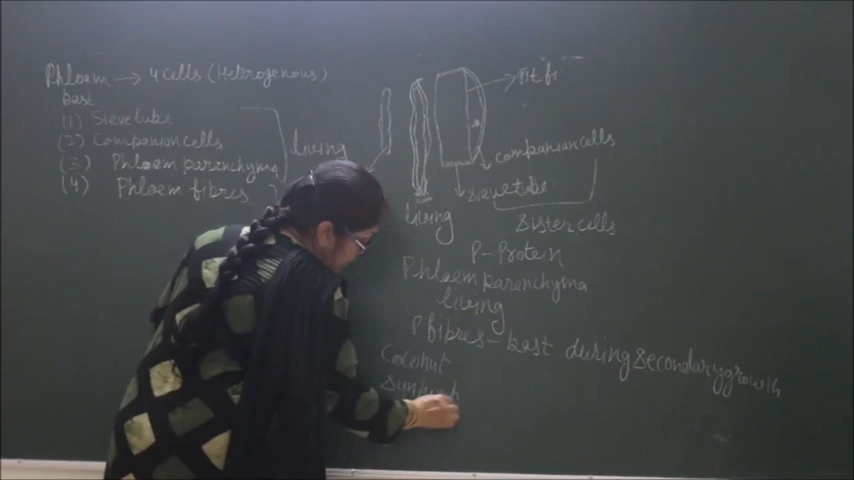 Phloem → 4 cells (Heterogenous)
bast
(1) Sieve tube
(2) Companion cells
(3) Phloem parenchyma
(4) Phloem fibres
living
Pit fi
companion cells
sieve tube
living
Sister cells
P-Protein
Phloem parenchyma
living
P fibres - bast during secondary growth
Coconut